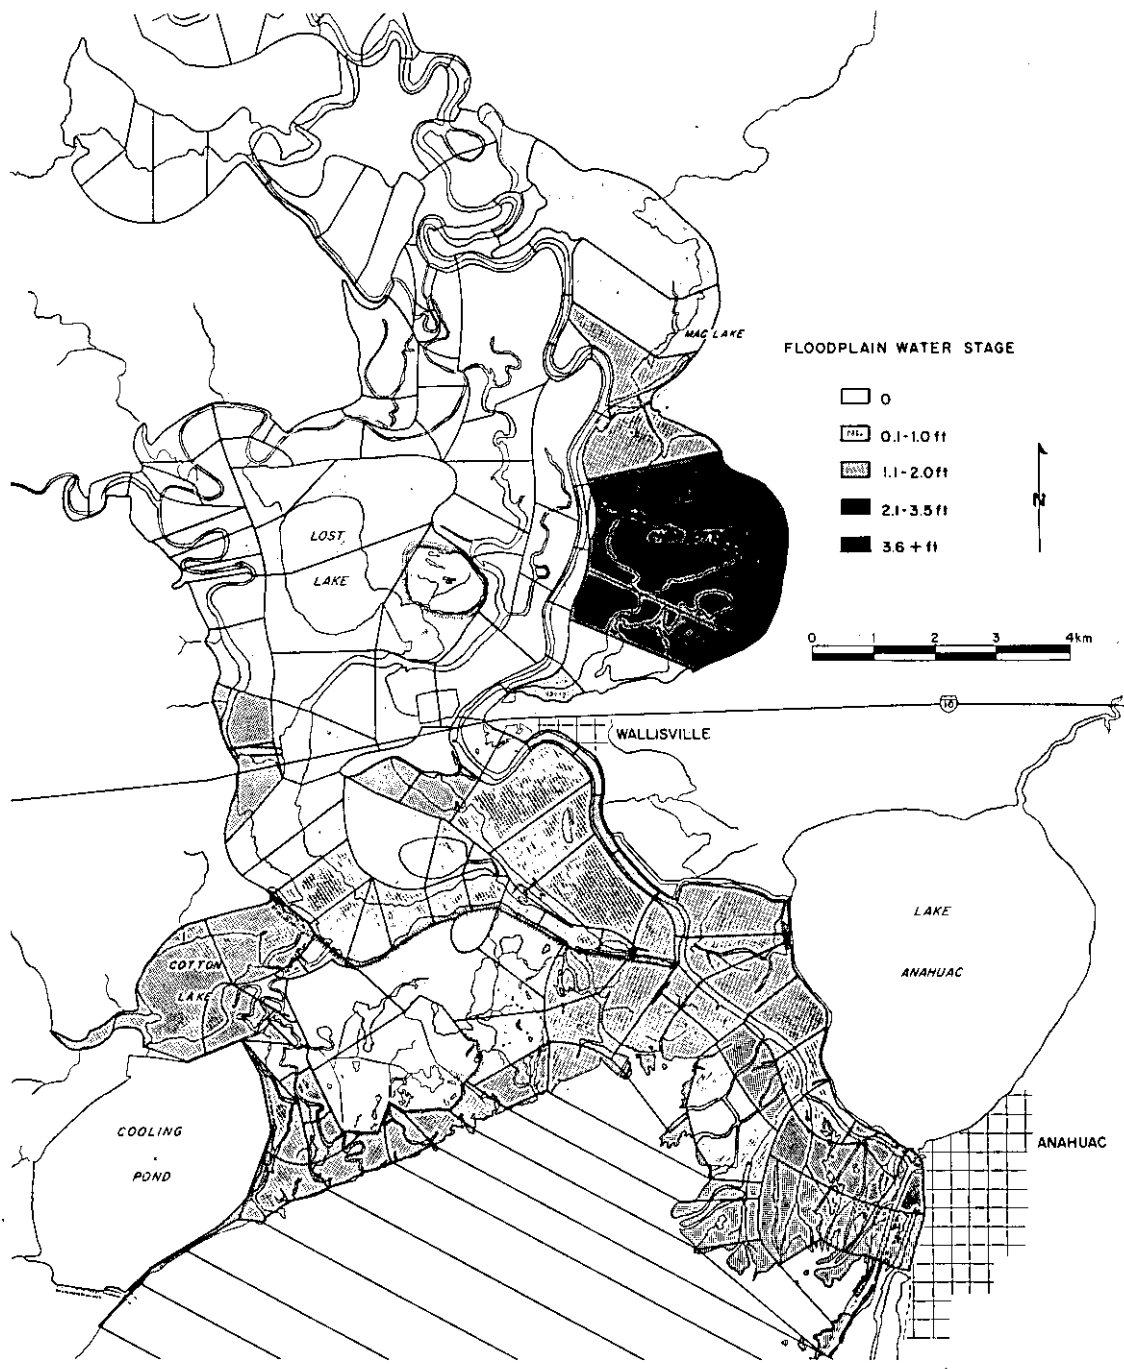 MAC LAKE
FLOODPLAIN WATER STAGE
0
0.1-1.0 ft
1.1-2.0 ft
2.1-3.5 ft
3.6 + ft
N
LOST
LAKE
0 1 2 3 4km
10
WALLISVILLE
LAKE
ANAHUAC
COTTON
LAKE
COOLING
POND
ANAHUAC